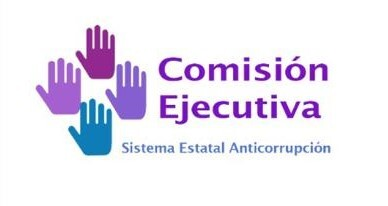 Comisión
Ejecutiva
Sistema Estatal Anticorrupción